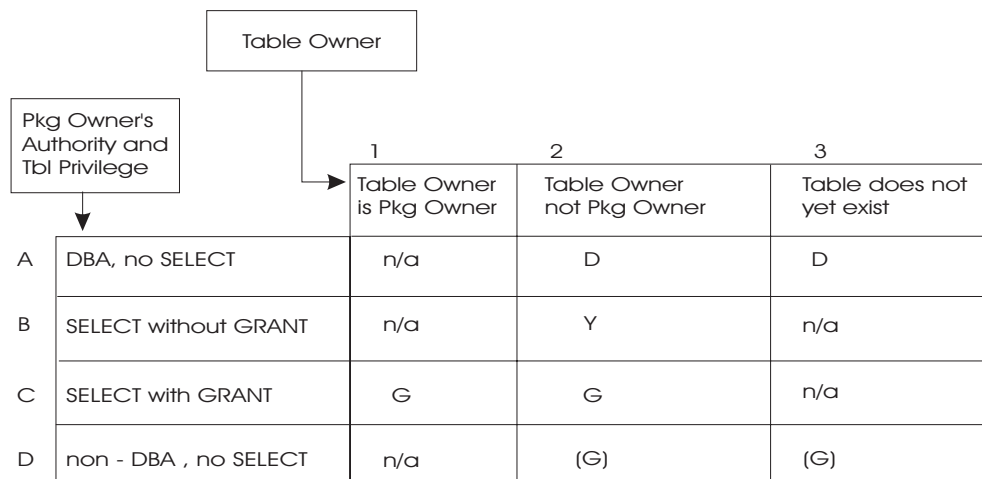 Table Owner
Pkg Owner's
Authority and
Tbl Privilege
1 2 3
Table Owner
is Pkg Owner
Table Owner
not Pkg Owner
Table does not
yet exist
A DBA, no SELECT n/a D D
B SELECT without GRANT n/a Y n/a
C SELECT with GRANT G G n/a
D non - DBA , no SELECT n/a (G) (G)